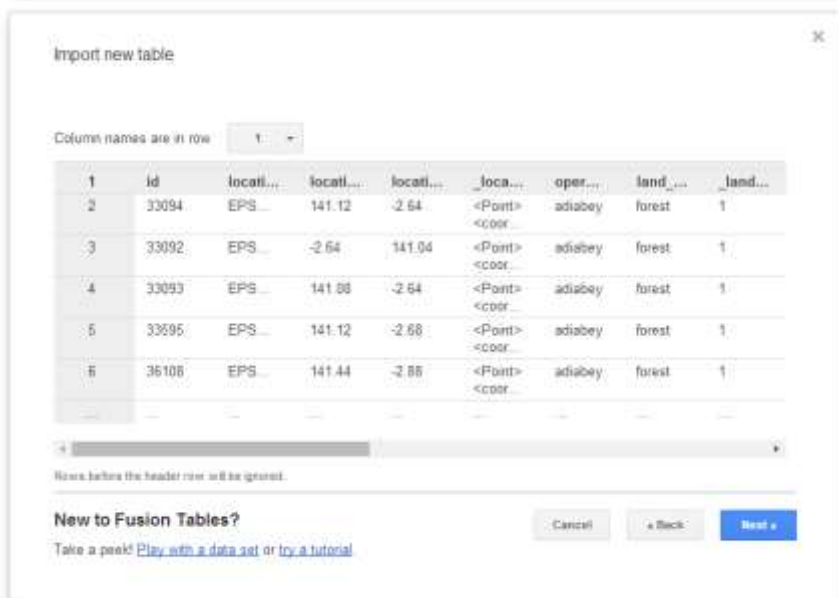 Import new table
Column names are in row 1
1 id locati... locati... locati... _loca... oper... land_... _land...
2 33094 EPS... 141.12 -2.64 <Point> <coor... adiabey forest 1
3 33092 EPS... -2.64 141.04 <Point> <coor... adiabey forest 1
4 33093 EPS... 141.08 -2.64 <Point> <coor... adiabey forest 1
5 33595 EPS... 141.12 -2.68 <Point> <coor... adiabey forest 1
6 36108 EPS... 141.44 -2.88 <Point> <coor... adiabey forest 1
... ... ... ... ... ... ... ... ...
Rows before the header row will be ignored.
New to Fusion Tables?
Take a peek! Play with a data set or try a tutorial.
Cancel « Back Next »